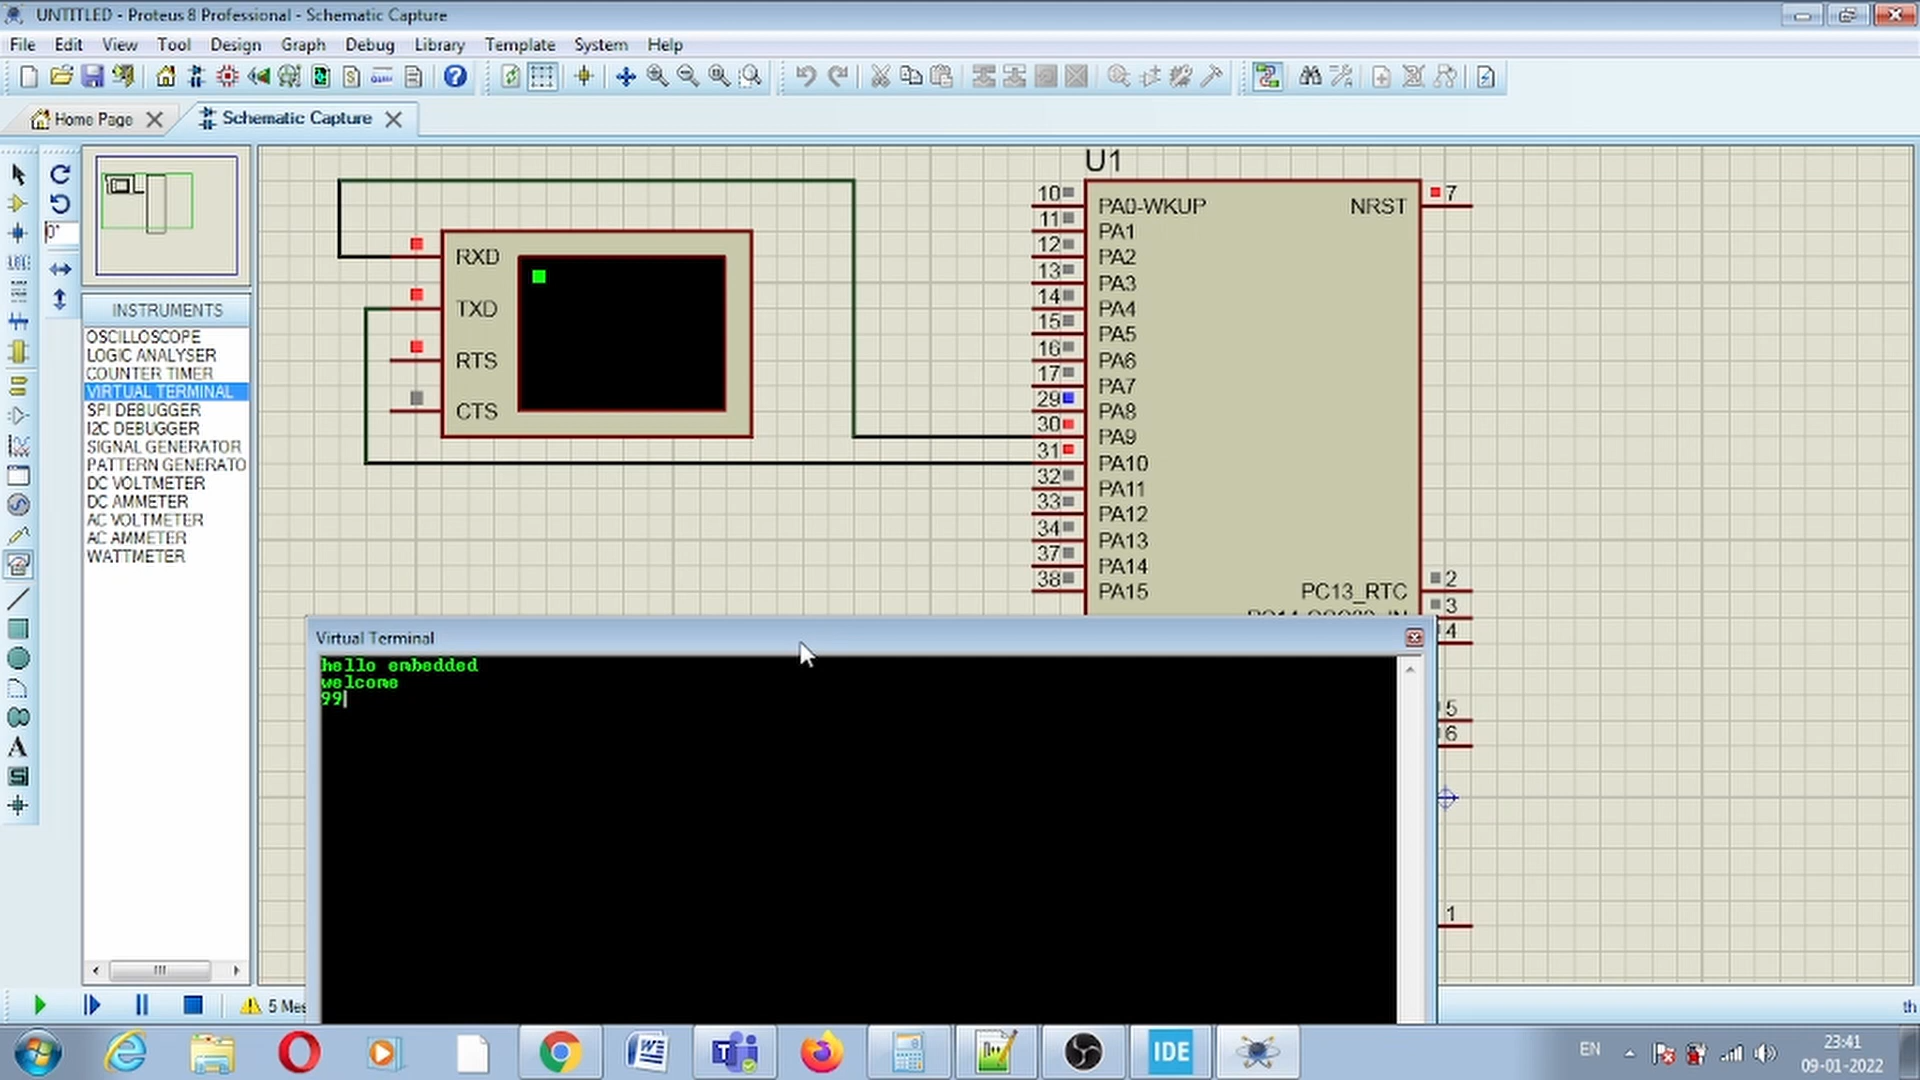 UNTITLED - Proteus 8 Professional - Schematic Capture
File Edit View Tool Design Graph Debug Library Template System Help
Home Page Schematic Capture
0°
INSTRUMENTS
OSCILLOSCOPE
LOGIC ANALYSER
COUNTER TIMER
VIRTUAL TERMINAL
SPI DEBUGGER
I2C DEBUGGER
SIGNAL GENERATOR
PATTERN GENERATO
DC VOLTMETER
DC AMMETER
AC VOLTMETER
AC AMMETER
WATTMETER
RXD
TXD
RTS
CTS
U1
10 PA0-WKUP NRST 7
11 PA1
12 PA2
13 PA3
14 PA4
15 PA5
16 PA6
17 PA7
29 PA8
30 PA9
31 PA10
32 PA11
33 PA12
34 PA13
37 PA14
38 PA15 PC13_RTC 2
3
4
5
6
1
Virtual Terminal
hello embedded
welcome
99
5 Mes
th
W
T
IDE
EN
23:41
09-01-2022